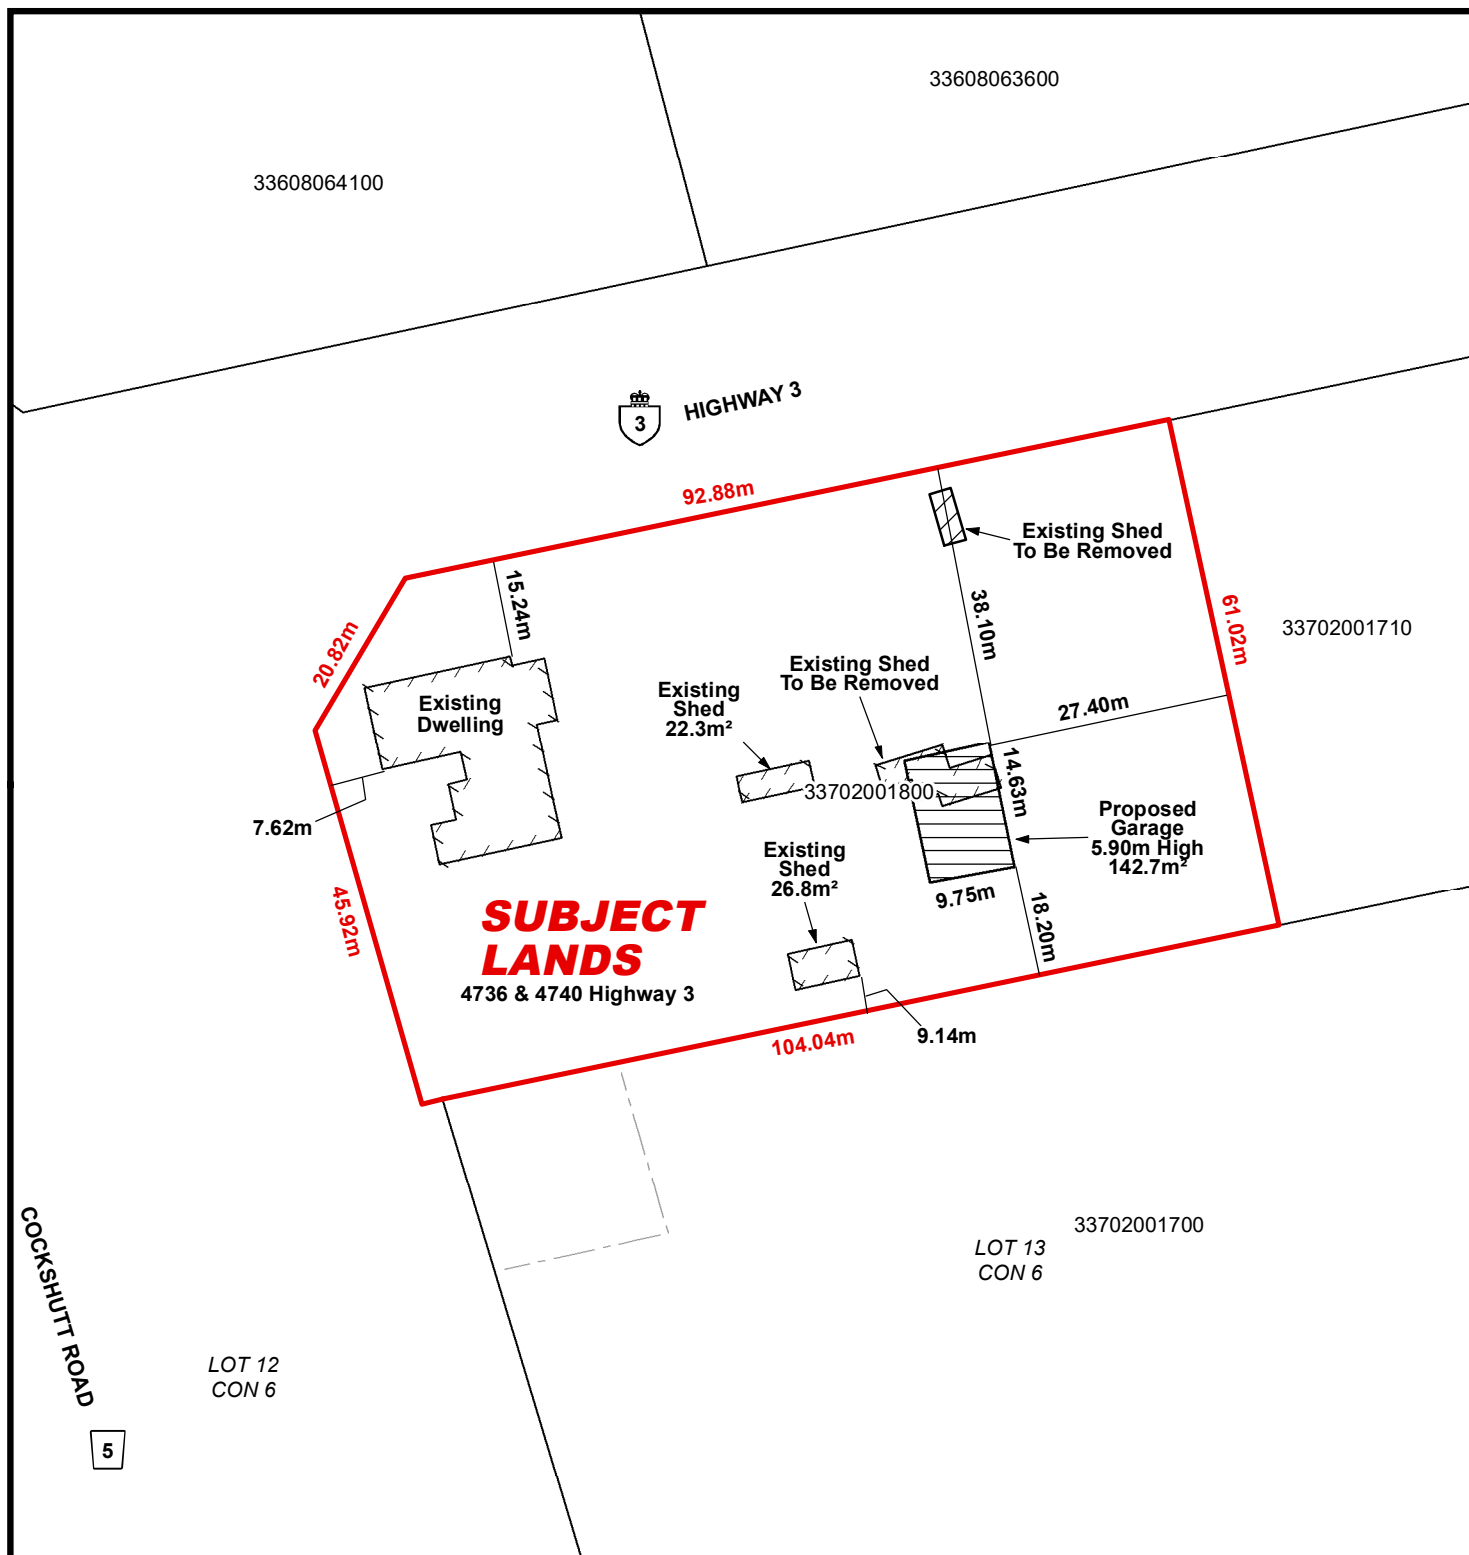 33608063600
33608064100
3
HIGHWAY 3
92.88m
Existing Shed
To Be Removed
15.24m
38.10m
61.02m
33702001710
20.82m
Existing Shed
To Be Removed
Existing
Shed
22.3m²
Existing
Dwelling
27.40m
14.63m
33702001800
7.62m
Proposed
Garage
5.90m High
142.7m²
Existing
Shed
26.8m²
9.75m
45.92m
18.20m
SUBJECT
LANDS
4736 & 4740 Highway 3
104.04m
9.14m
33702001700
LOT 13
CON 6
COCKSHUTT ROAD
LOT 12
CON 6
5